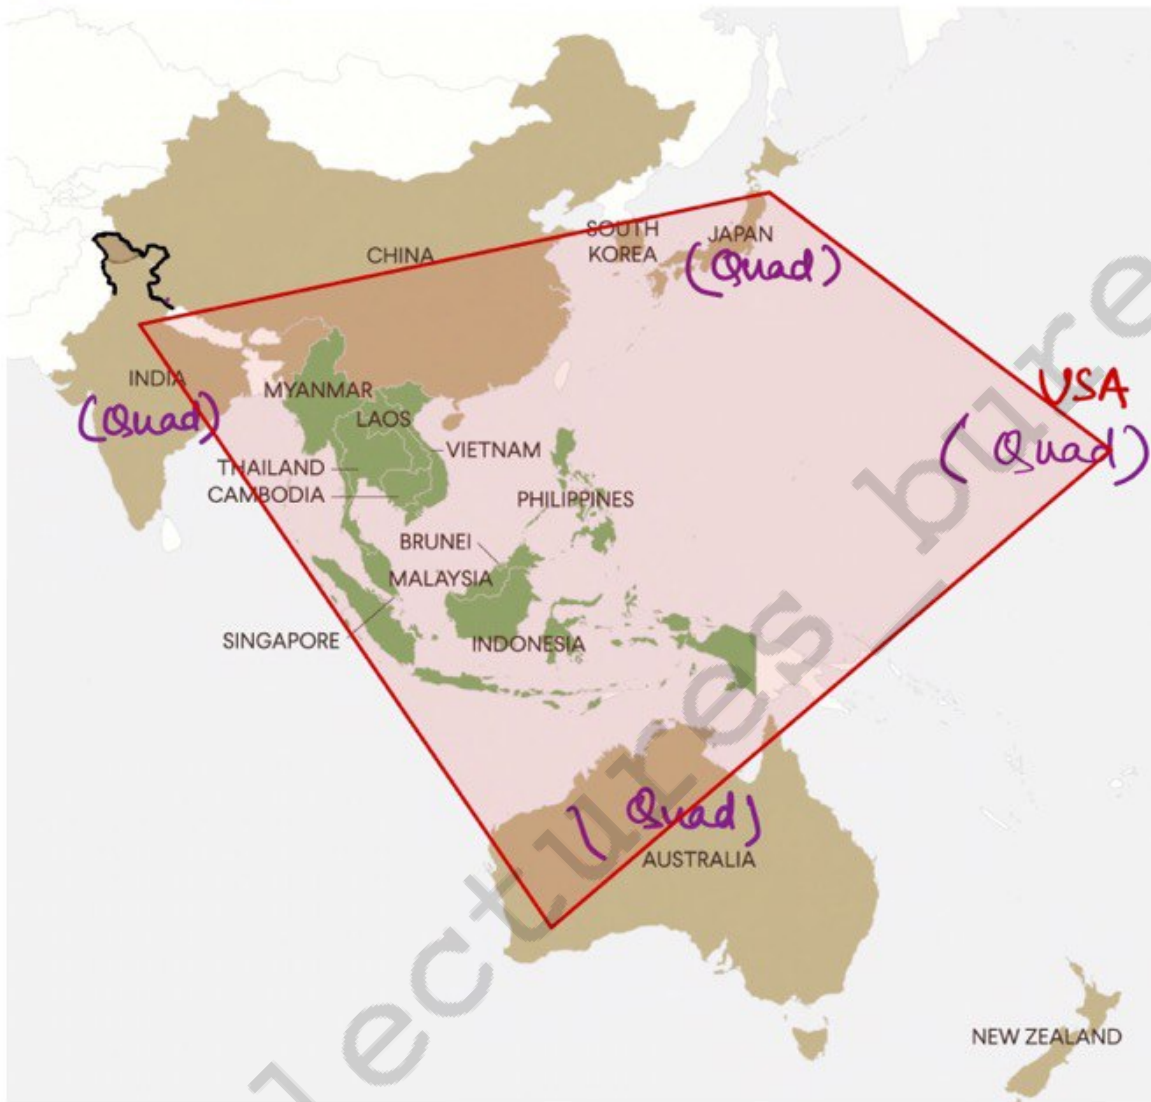 SOUTH
KOREA
JAPAN
(Quad)
CHINA
INDIA
(Quad)
MYANMAR
LAOS
USA
(Quad)
VIETNAM
THAILAND
CAMBODIA
PHILIPPINES
BRUNEI
MALAYSIA
SINGAPORE
INDONESIA
(Quad)
AUSTRALIA
NEW ZEALAND
lectures_bure